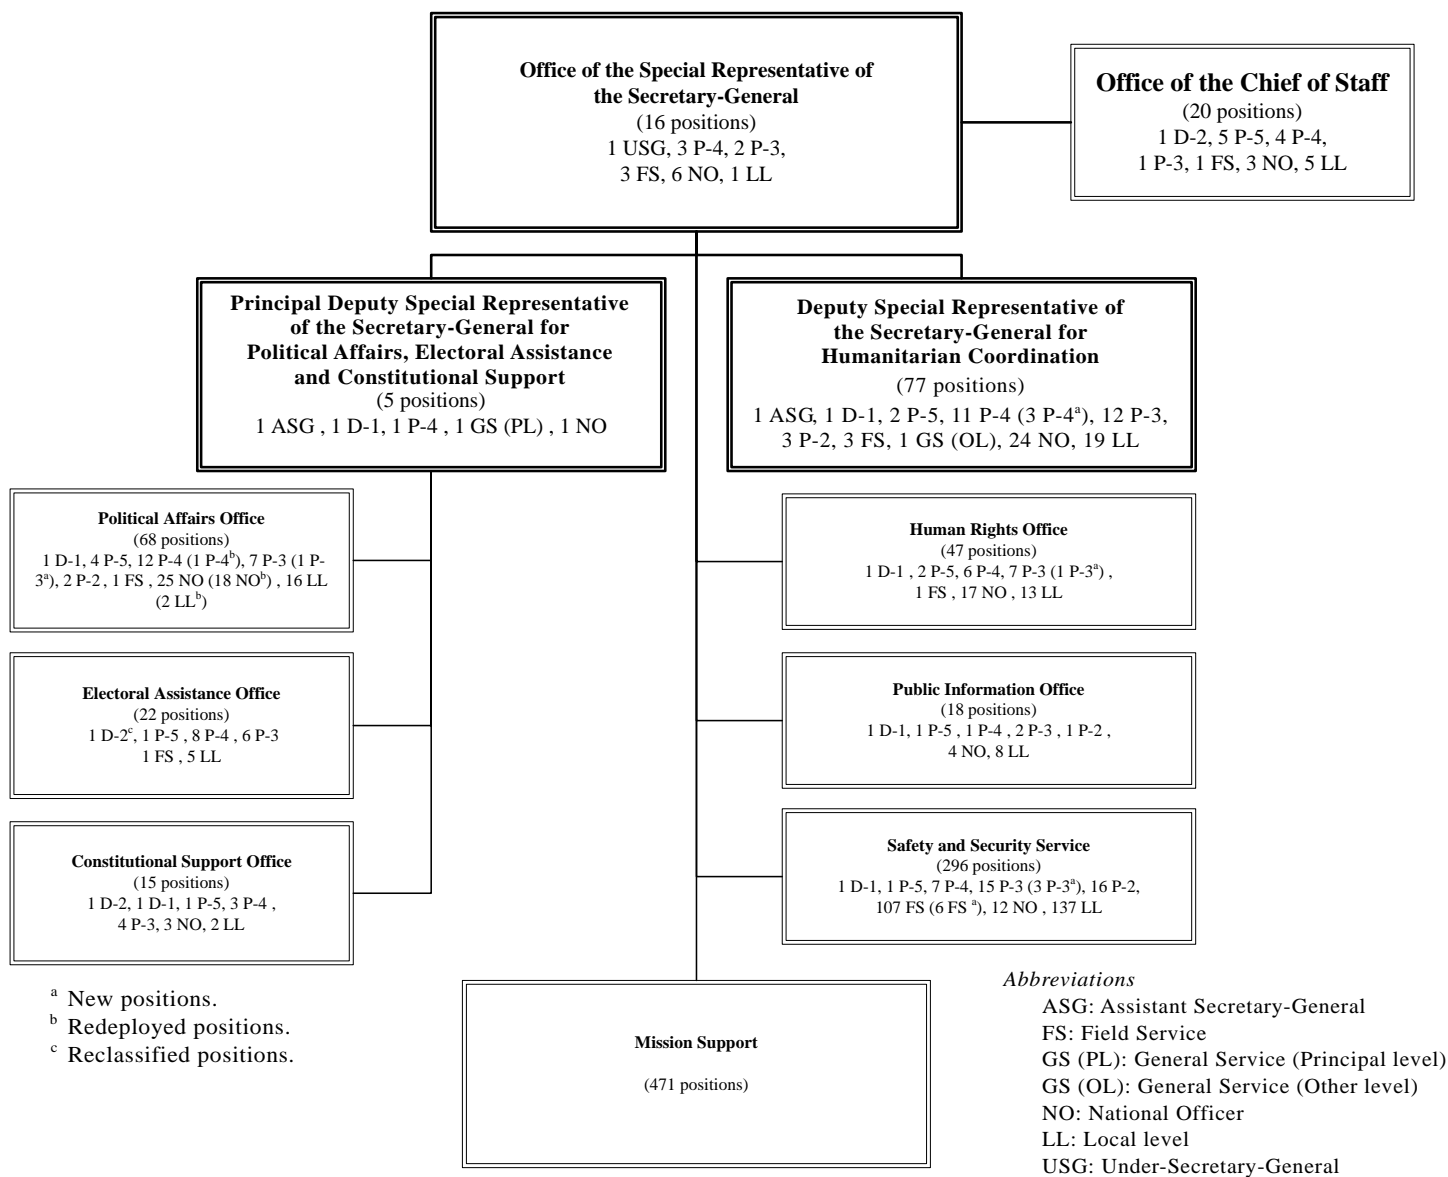 Office of the Special Representative of
the Secretary-General
(16 positions)
1 USG, 3 P-4, 2 P-3,
3 FS, 6 NO, 1 LL
Office of the Chief of Staff
(20 positions)
1 D-2, 5 P-5, 4 P-4,
1 P-3, 1 FS, 3 NO, 5 LL
Principal Deputy Special Representative
of the Secretary-General for
Political Affairs, Electoral Assistance
and Constitutional Support
(5 positions)
1 ASG , 1 D-1, 1 P-4 , 1 GS (PL) , 1 NO
Deputy Special Representative of
the Secretary-General for
Humanitarian Coordination
(77 positions)
1 ASG, 1 D-1, 2 P-5, 11 P-4 (3 P-4a), 12 P-3,
3 P-2, 3 FS, 1 GS (OL), 24 NO, 19 LL
Political Affairs Office
(68 positions)
1 D-1, 4 P-5, 12 P-4 (1 P-4b), 7 P-3 (1 P-
3a), 2 P-2 , 1 FS , 25 NO (18 NOb) , 16 LL
(2 LLb)
Electoral Assistance Office
(22 positions)
1 D-2c, 1 P-5 , 8 P-4 , 6 P-3
1 FS , 5 LL
Constitutional Support Office
(15 positions)
1 D-2, 1 D-1, 1 P-5, 3 P-4 ,
4 P-3, 3 NO, 2 LL
Human Rights Office
(47 positions)
1 D-1 , 2 P-5, 6 P-4, 7 P-3 (1 P-3a) ,
1 FS , 17 NO , 13 LL
Public Information Office
(18 positions)
1 D-1, 1 P-5 , 1 P-4 , 2 P-3 , 1 P-2 ,
4 NO, 8 LL
Safety and Security Service
(296 positions)
1 D-1, 1 P-5, 7 P-4, 15 P-3 (3 P-3a), 16 P-2,
107 FS (6 FS a), 12 NO , 137 LL
Mission Support
(471 positions)
a New positions.
b Redeployed positions.
c Reclassified positions.
Abbreviations
ASG: Assistant Secretary-General
FS: Field Service
GS (PL): General Service (Principal level)
GS (OL): General Service (Other level)
NO: National Officer
LL: Local level
USG: Under-Secretary-General